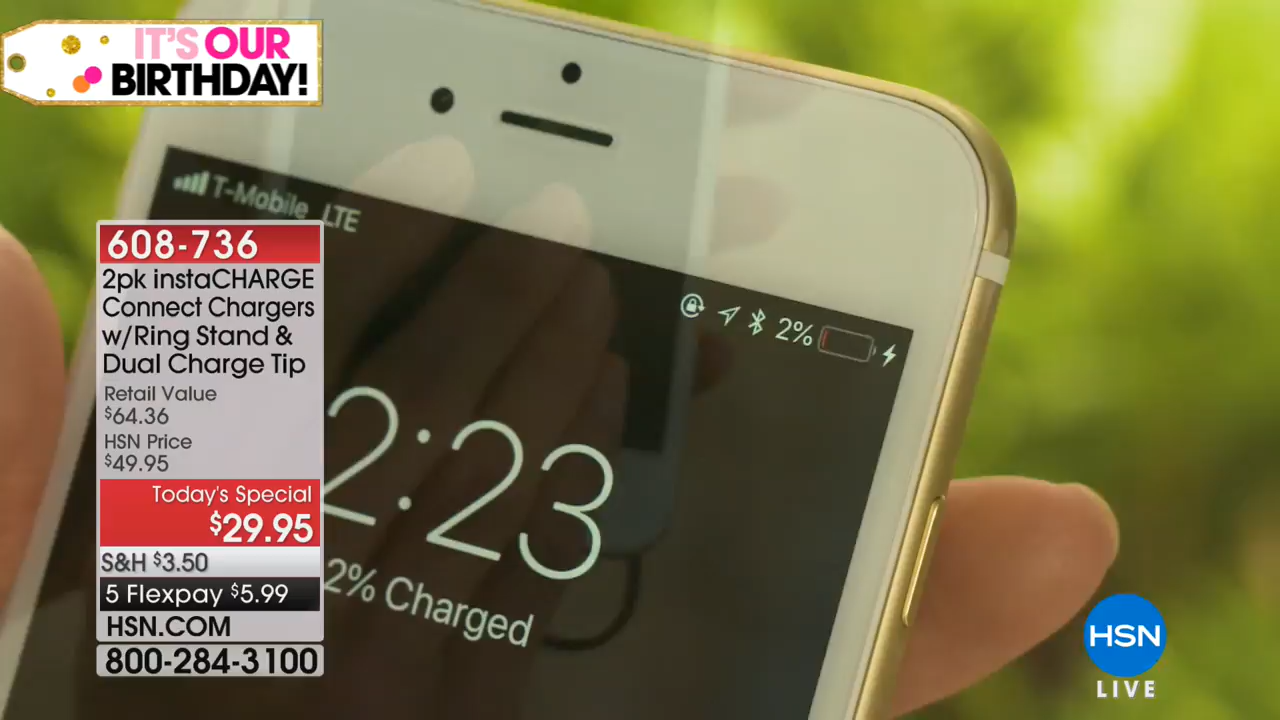 IT'S OUR
BIRTHDAY!
T-Mobile LTE
2%
608-736
2pk instaCHARGE
Connect Chargers
w/Ring Stand &
Dual Charge Tip
Retail Value
$64.36
HSN Price
$49.95
Today's Special
$29.95
S&H $3.50
5 Flexpay $5.99
HSN.COM
800-284-3100
2:23
2% Charged
HSN
LIVE